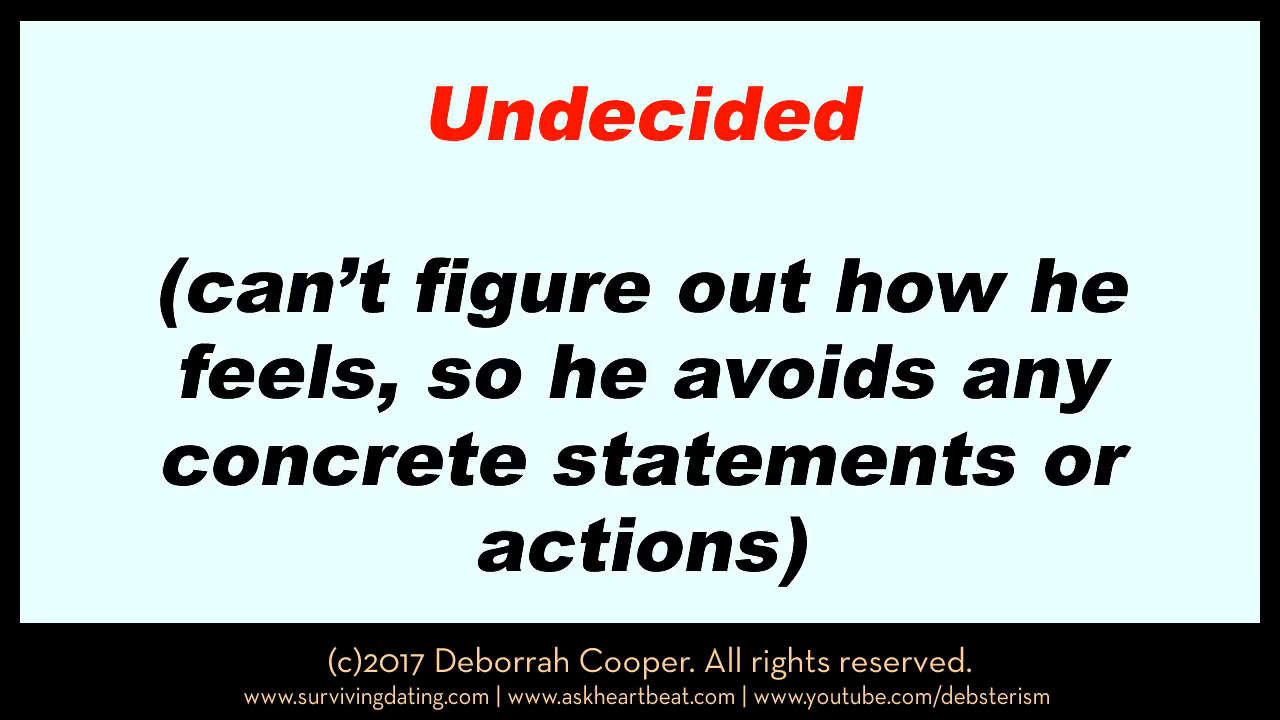 Undecided
(can’t figure out how he
feels, so he avoids any
concrete statements or
actions)
(c)2017 Deborrah Cooper. All rights reserved.
www.survivingdating.com | www.askheartbeat.com | www.youtube.com/debsterism